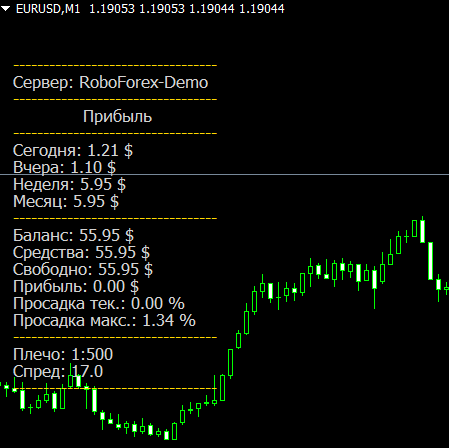 EURUSD,M1 1.19053 1.19053 1.19044 1.19044
----------------------------------
Сервер: RoboForex-Demo
----------------------------------
Прибыль
----------------------------------
Сегодня: 1.21 $
Вчера: 1.10 $
Неделя: 5.95 $
Месяц: 5.95 $
----------------------------------
Баланс: 55.95 $
Средства: 55.95 $
Свободно: 55.95 $
Прибыль: 0.00 $
Просадка тек.: 0.00 %
Просадка макс.: 1.34 %
----------------------------------
Плечо: 1:500
Спред: 17.0
----------------------------------